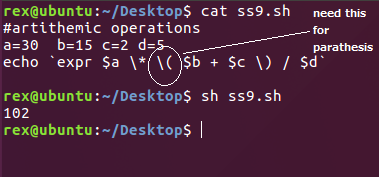 rex@ubuntu:~/Desktop$ cat ss9.sh
need this
for
parathesis
#artithemic operations
a=30  b=15 c=2 d=5
echo `expr $a \* \( $b + $c \) / $d`
rex@ubuntu:~/Desktop$ sh ss9.sh
102
rex@ubuntu:~/Desktop$